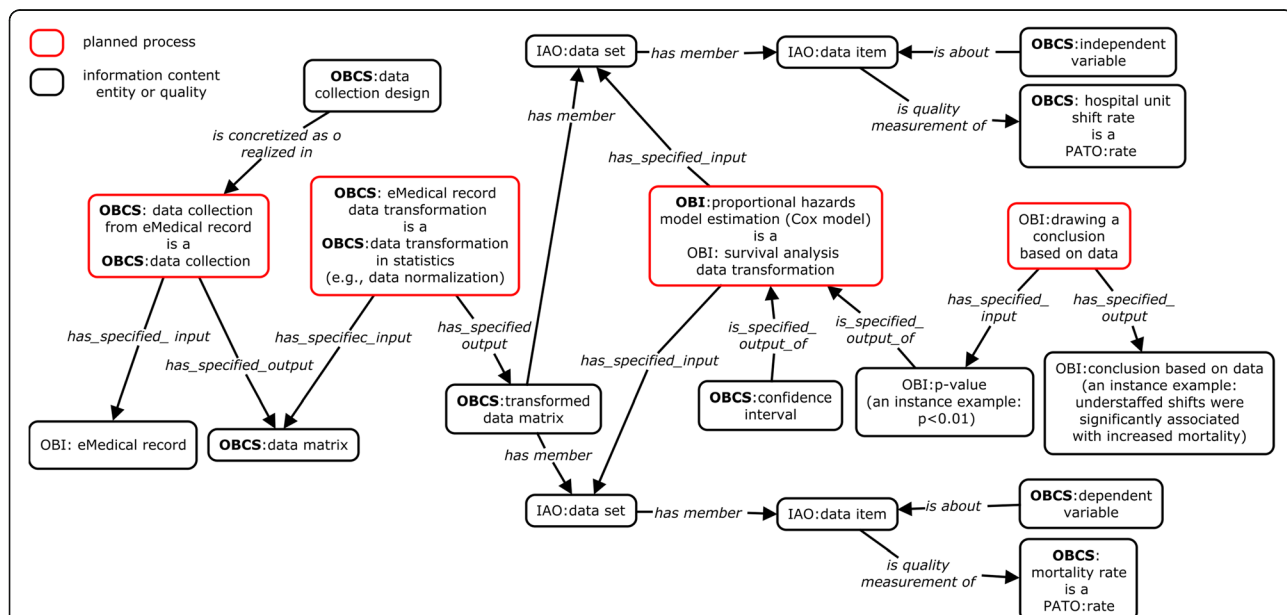 planned process
information content
entity or quality
OBCS:data
collection design
is concretized as o
realized in
OBCS: data collection
from eMedical record
is a
OBCS:data collection
has_specified_ input
has_specified_output
OBI: eMedical record
OBCS:data matrix
OBCS: eMedical record
data transformation
is a
OBCS:data transformation
in statistics
(e.g., data normalization)
has_specifiec_input
has_specified
output
OBCS:transformed
data matrix
has member
has member
IAO:data set
has member
IAO:data item
is about
OBCS:independent
variable
is quality
measurement of
OBCS: hospital unit
shift rate
is a
PATO:rate
has_specified_input
OBI:proportional hazards
model estimation (Cox model)
is a
OBI: survival analysis
data transformation
has_specified_input
is_specified_
output_of
OBCS:confidence
interval
is_specified_
output_of
OBI:p-value
(an instance example:
p<0.01)
OBI:drawing a
conclusion
based on data
has_specified_
input
has_specified_
output
OBI:conclusion based on data
(an instance example:
understaffed shifts were
significantly associated
with increased mortality)
IAO:data set
has member
IAO:data item
is about
OBCS:dependent
variable
is quality
measurement of
OBCS:
mortality rate
is a
PATO:rate